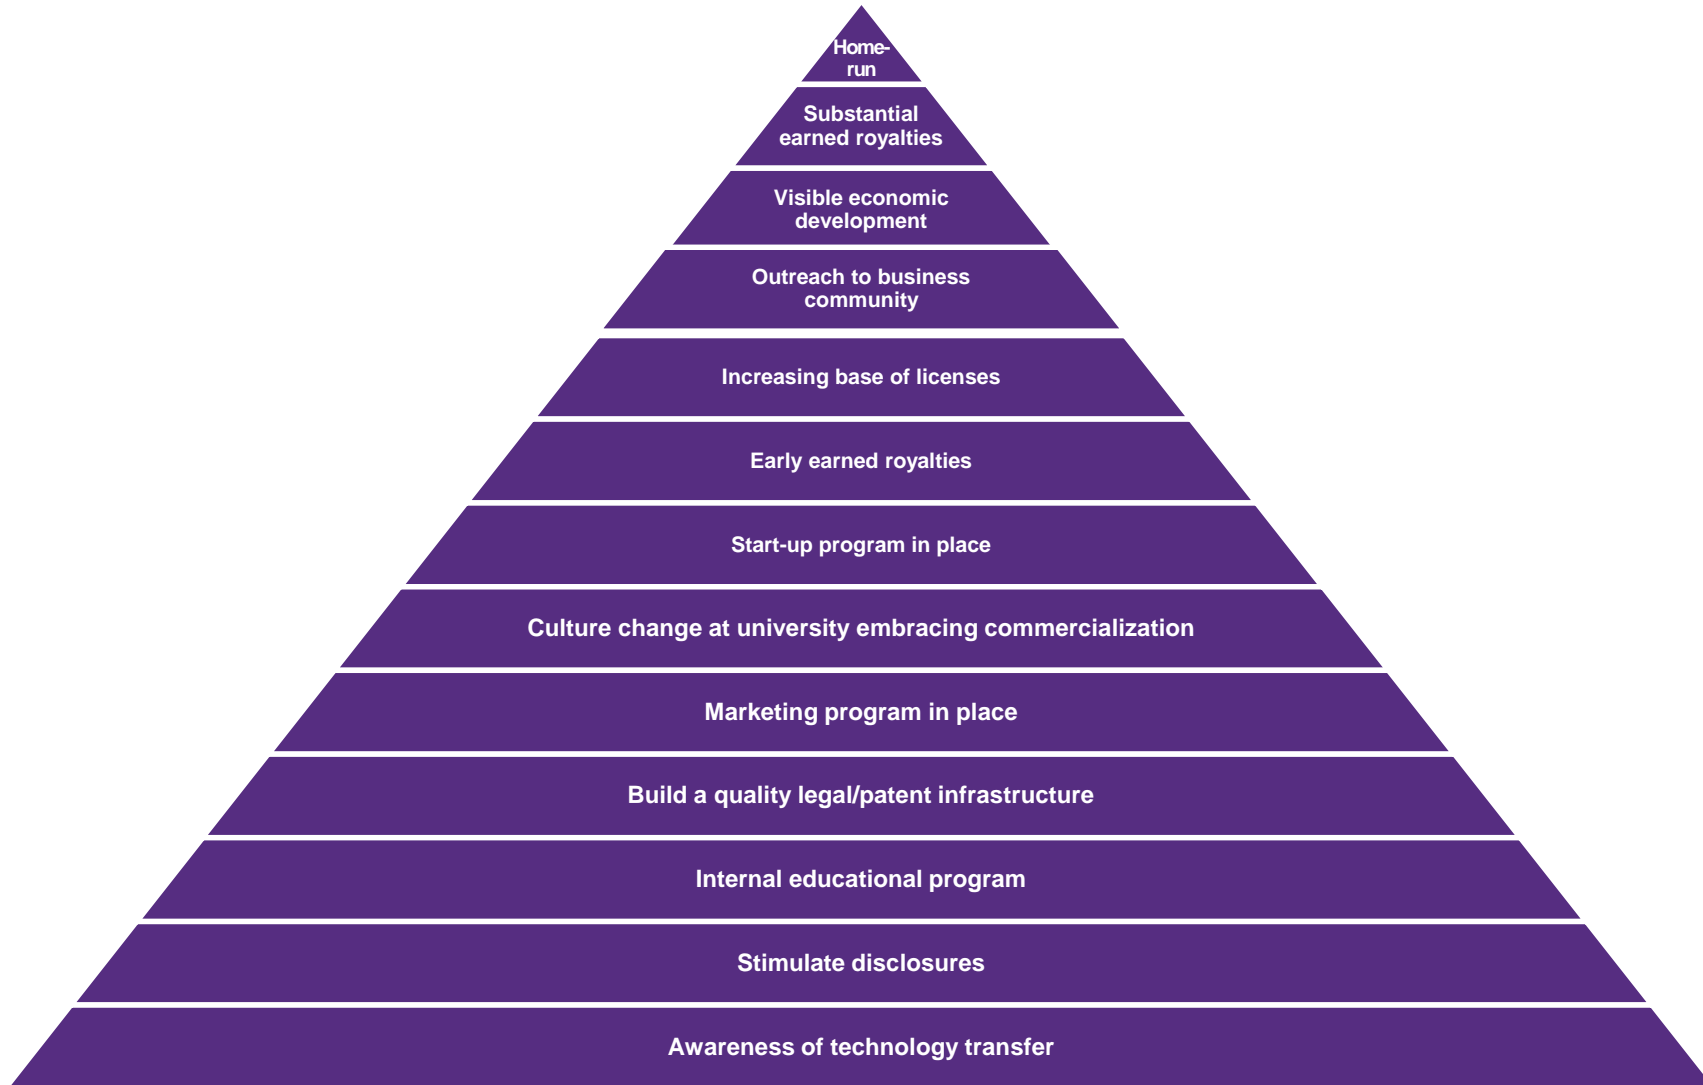 Home-
run
Substantial
earned royalties
Visible economic
development
Outreach to business
community
Increasing base of licenses
Early earned royalties
Start-up program in place
Culture change at university embracing commercialization
Marketing program in place
Build a quality legal/patent infrastructure
Internal educational program
Stimulate disclosures
Awareness of technology transfer